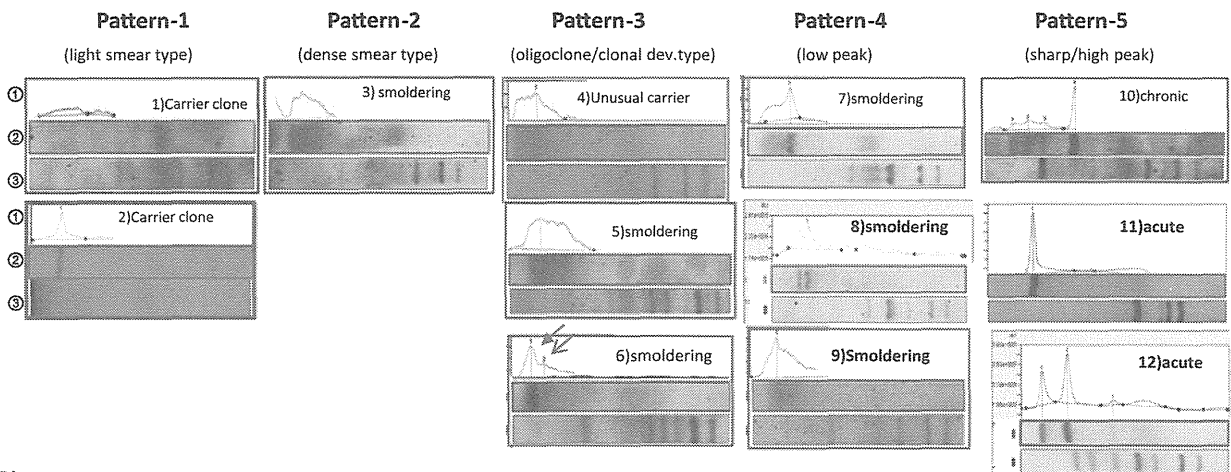 Pattern-1 Pattern-2 Pattern-3 Pattern-4 Pattern-5
(light smear type) (dense smear type) (oligoclone/clonal dev.type) (low peak) (sharp/high peak)
① 1)Carrier clone 3) smoldering 4)Unusual carrier 7)smoldering 10)chronic
②
③
① 2)Carrier clone 5)smoldering 8)smoldering 11)acute
②
③
6)smoldering 9)Smoldering 12)acute